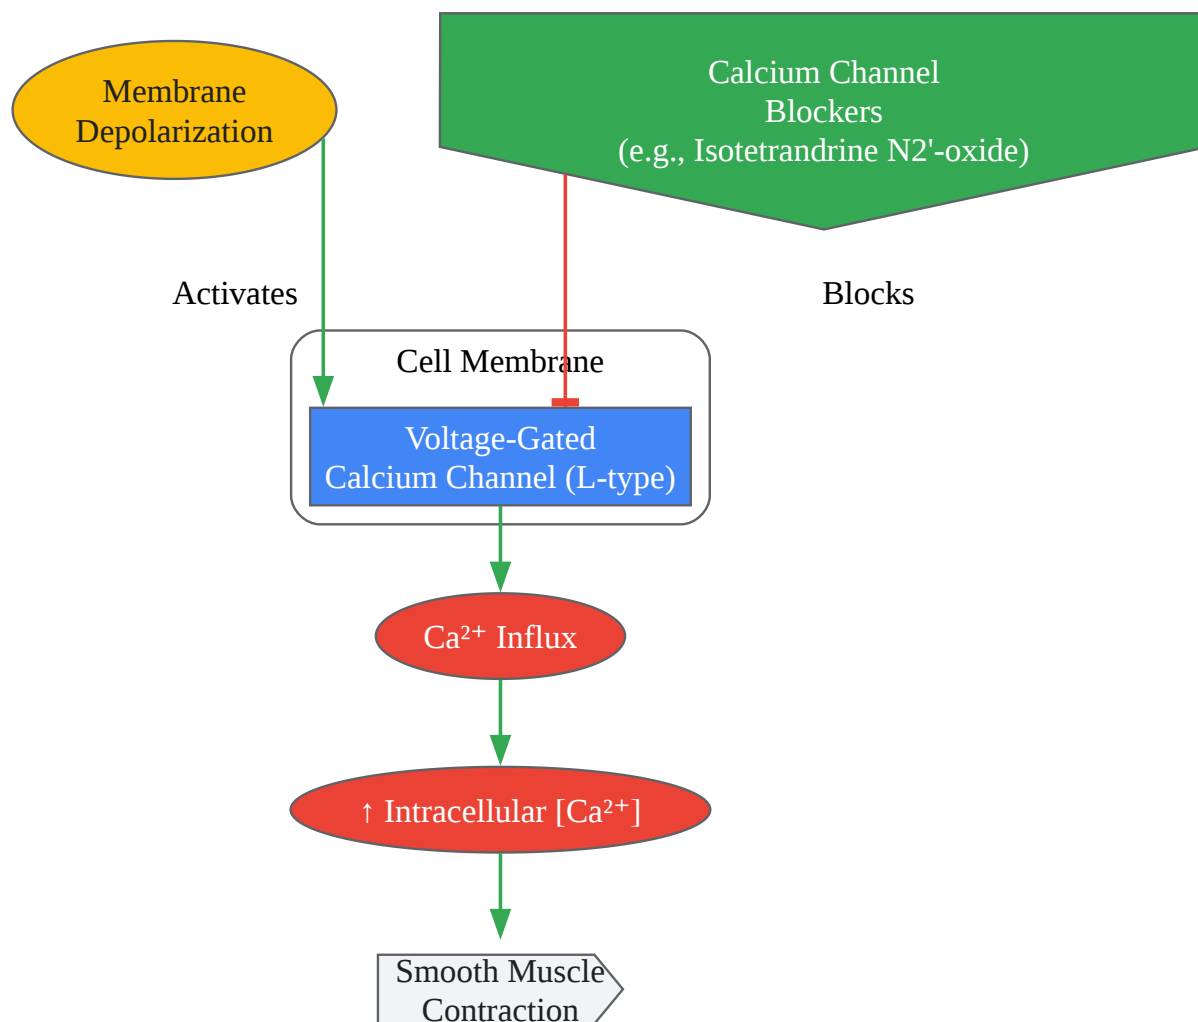 Membrane
Depolarization
Calcium Channel
Blockers
(e.g., Isotetrandrine N2'-oxide)
Activates
Blocks
Cell Membrane
Voltage-Gated
Calcium Channel (L-type)
Ca²⁺ Influx
↑ Intracellular [Ca²⁺]
Smooth Muscle
Contraction